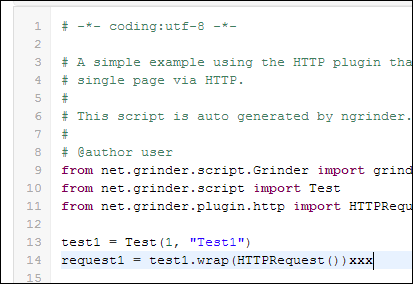 1 # -*- coding:utf-8 -*-
2
3 # A simple example using the HTTP plugin tha
4 # single page via HTTP.
5 #
6 # This script is auto generated by ngrinder.
7 #
8 # @author user
9 from net.grinder.script.Grinder import grind
10 from net.grinder.script import Test
11 from net.grinder.plugin.http import HTTPRequ
12
13 test1 = Test(1, "Test1")
14 request1 = test1.wrap(HTTPRequest())xxx
15